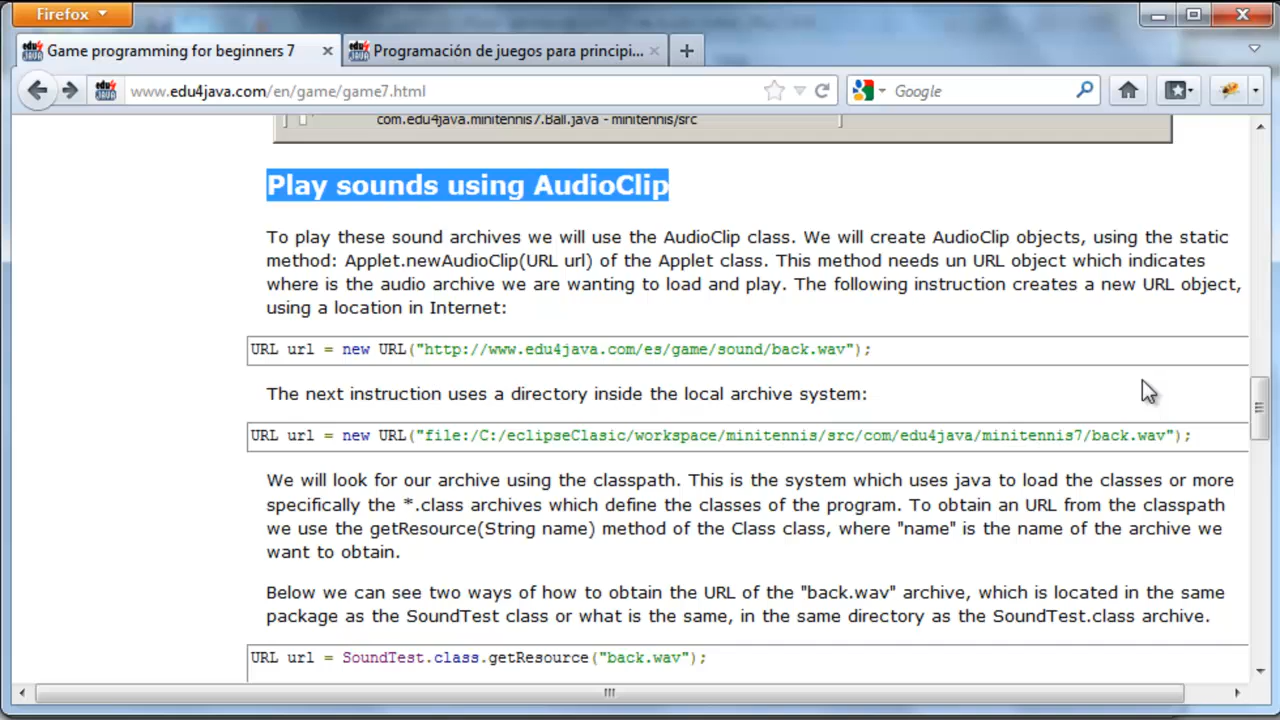 Firefox
Game programming for beginners 7
Programación de juegos para principi...
www.edu4java.com/en/game/game7.html
Google
com.edu4java.minitennis7.Ball.java - minitennis/src
Play sounds using AudioClip
To play these sound archives we will use the AudioClip class. We will create AudioClip objects, using the static
method: Applet.newAudioClip(URL url) of the Applet class. This method needs un URL object which indicates
where is the audio archive we are wanting to load and play. The following instruction creates a new URL object,
using a location in Internet:
URL url = new URL("http://www.edu4java.com/es/game/sound/back.wav");
The next instruction uses a directory inside the local archive system:
URL url = new URL("file:/C:/eclipseClasic/workspace/minitennis/src/com/edu4java/minitennis7/back.wav");
We will look for our archive using the classpath. This is the system which uses java to load the classes or more
specifically the *.class archives which define the classes of the program. To obtain an URL from the classpath
we use the getResource(String name) method of the Class class, where "name" is the name of the archive we
want to obtain.
Below we can see two ways of how to obtain the URL of the "back.wav" archive, which is located in the same
package as the SoundTest class or what is the same, in the same directory as the SoundTest.class archive.
URL url = SoundTest.class.getResource("back.wav");